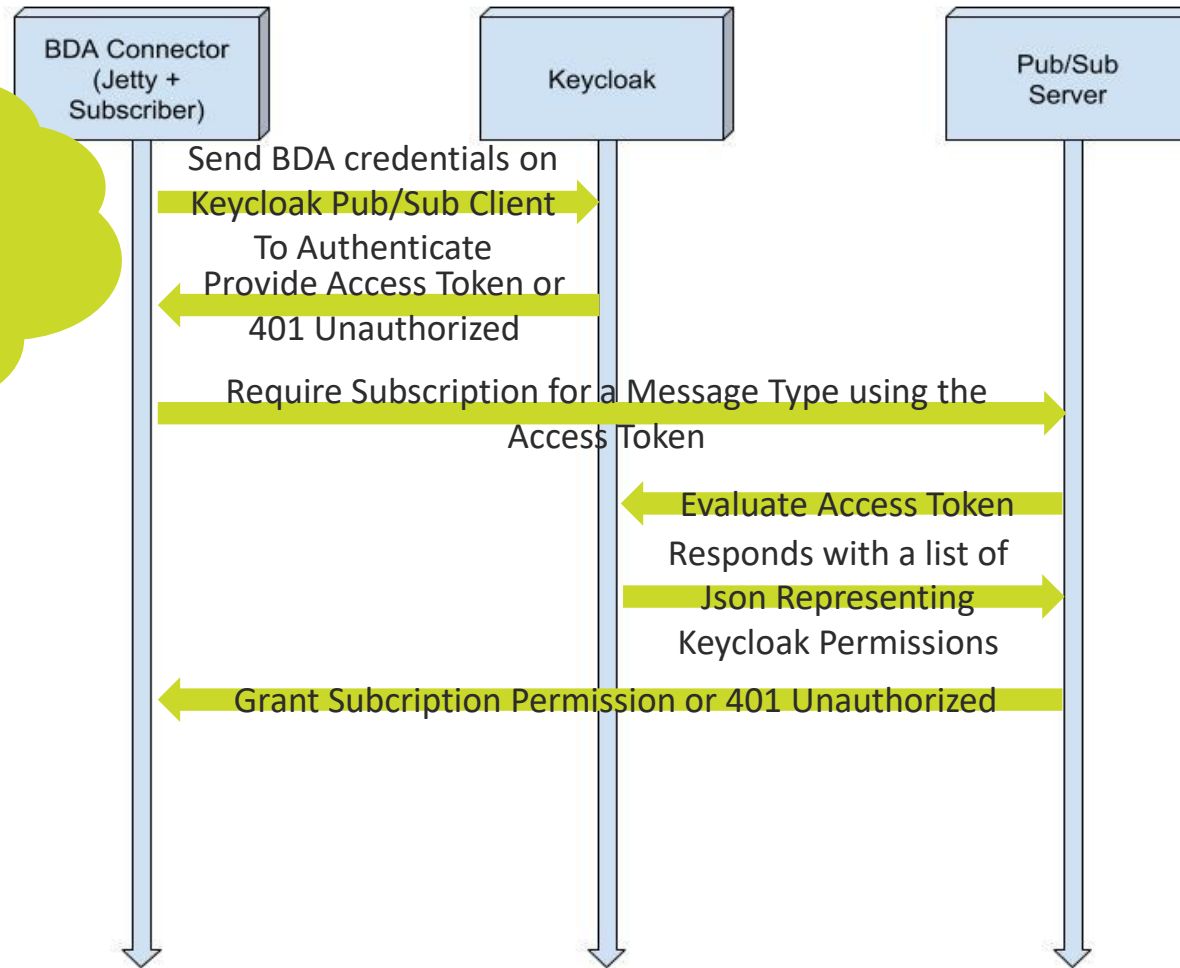 BDA Connector
(Jetty +
Subscriber)
Keycloak
Pub/Sub
Server
Send BDA credentials on
Keycloak Pub/Sub Client
To Authenticate
Provide Access Token or
401 Unauthorized
Require Subscription for a Message Type using the
Access Token
Evaluate Access Token
Responds with a list of
Json Representing
Keycloak Permissions
Grant Subcription Permission or 401 Unauthorized